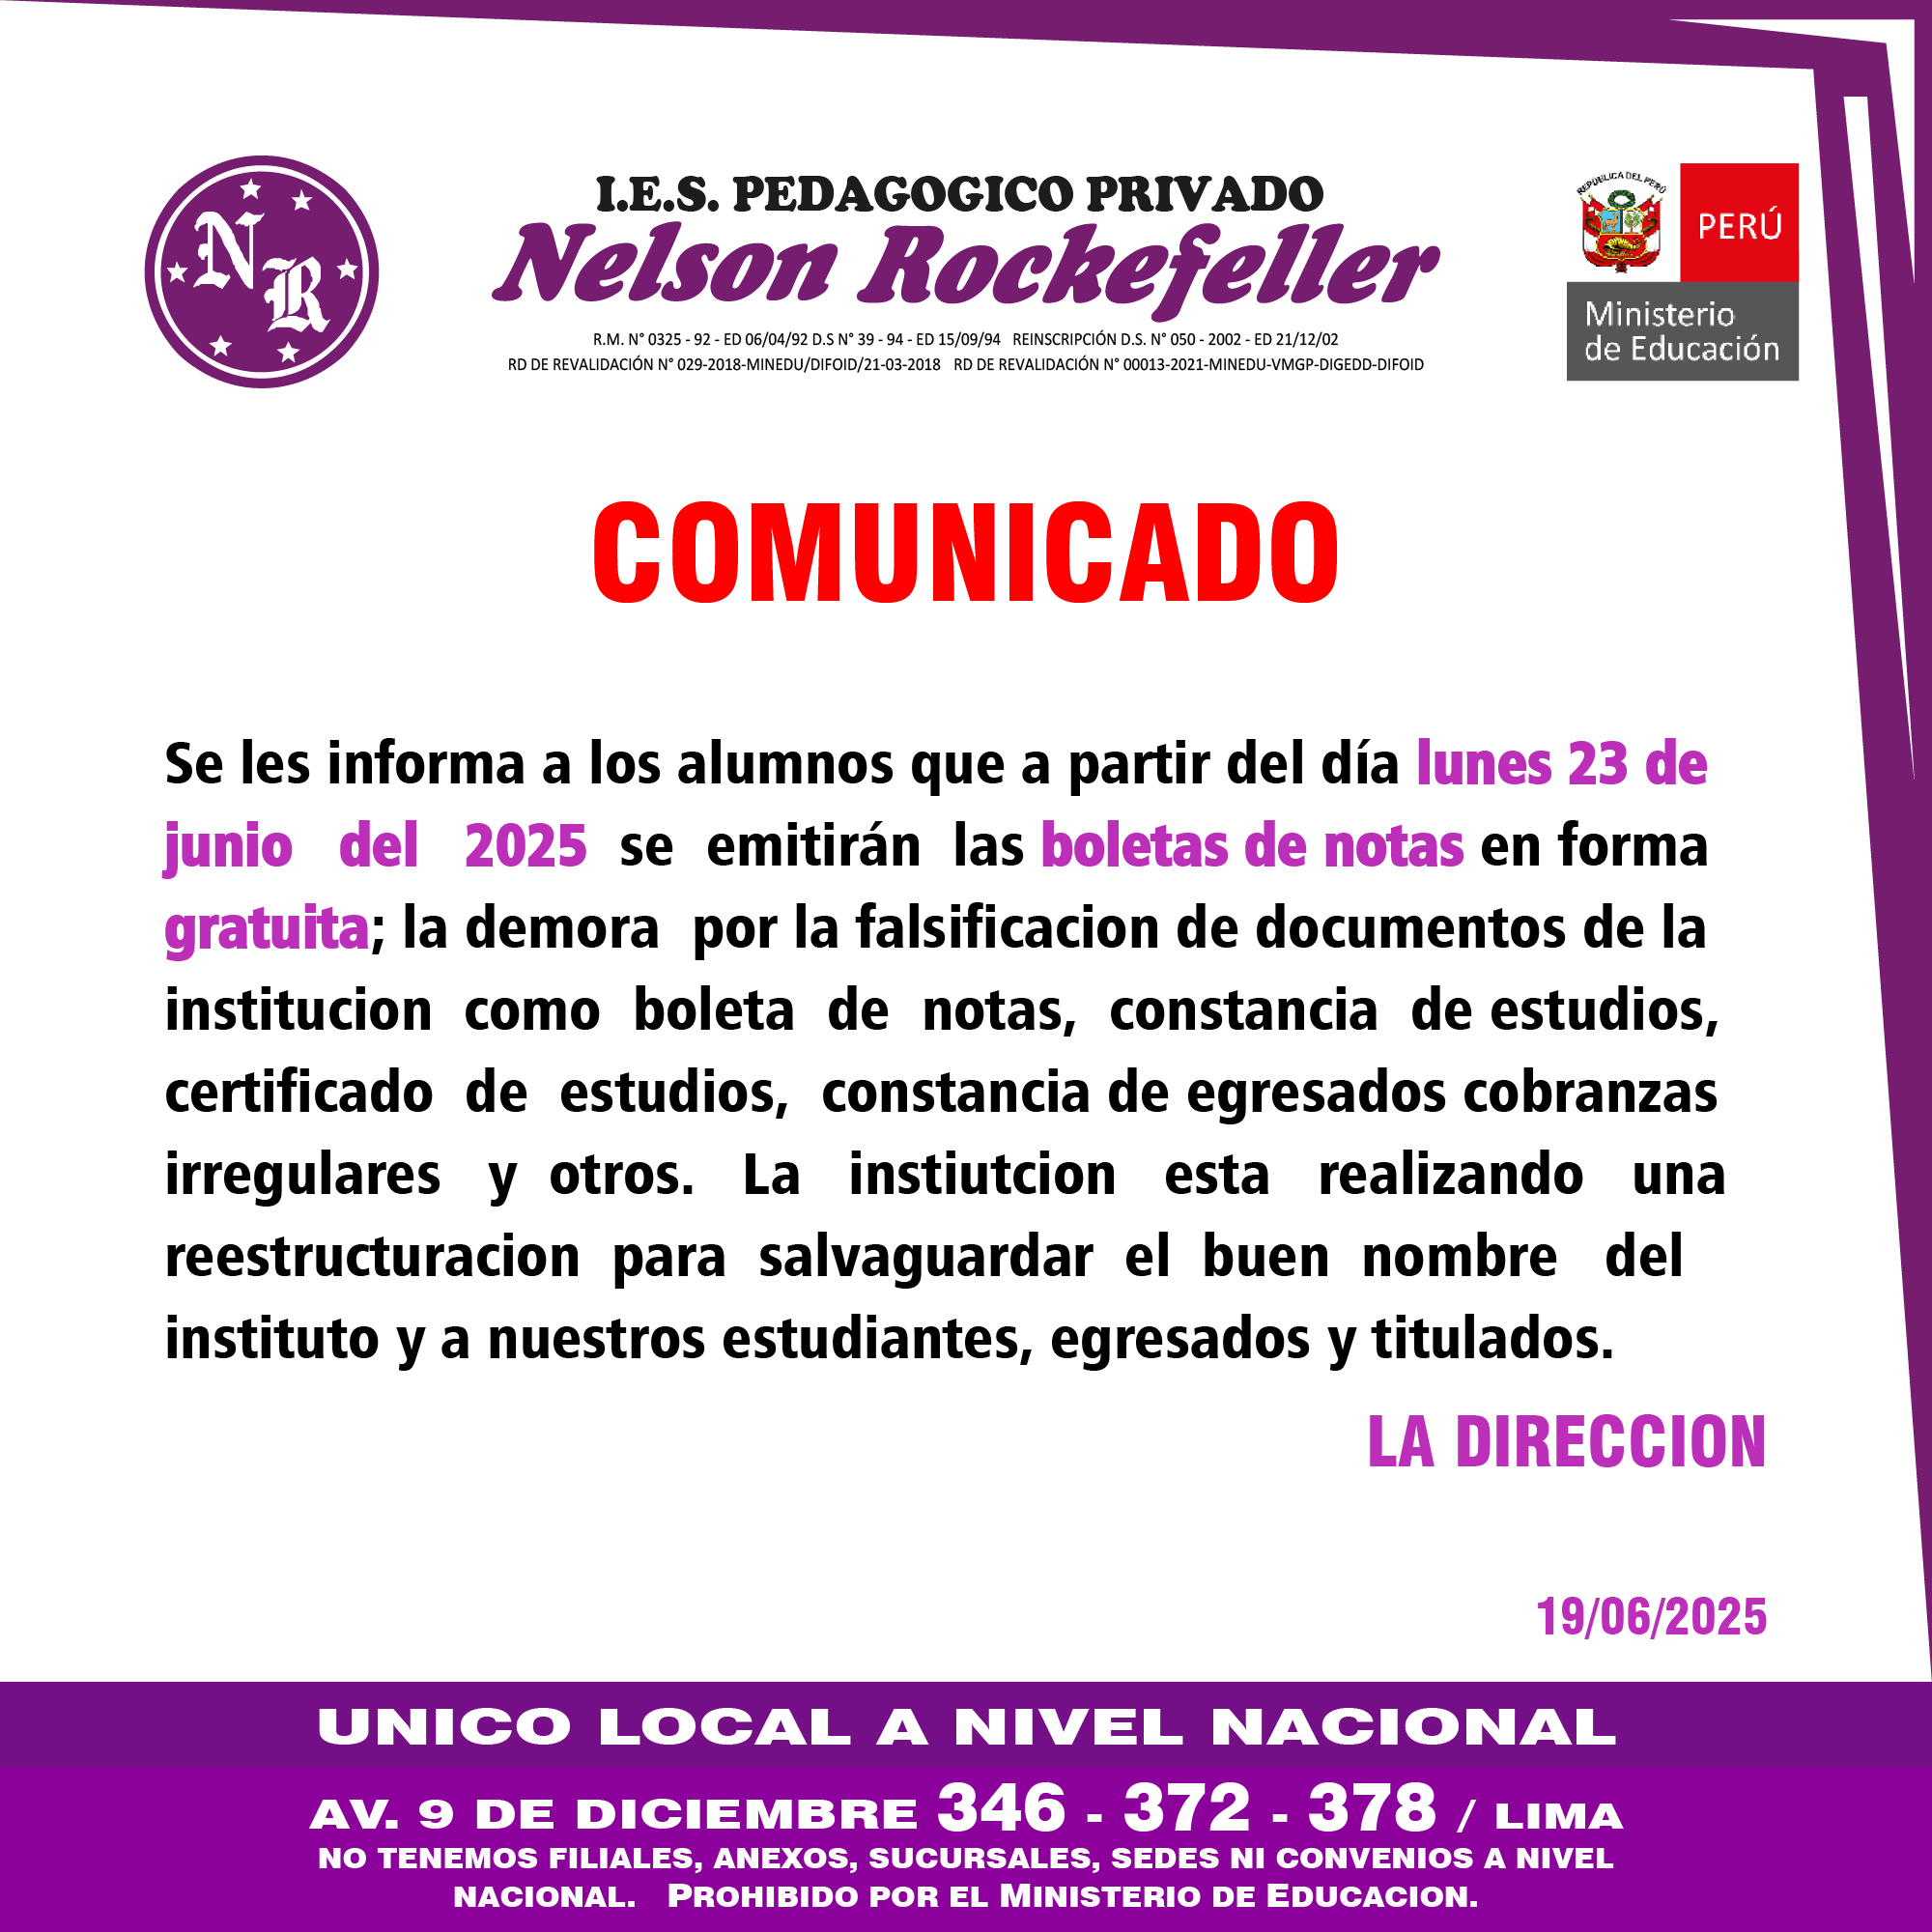 NR
I.E.S. PEDAGOGICO PRIVADO
Nelson Rockefeller
R.M. N° 0325 - 92 - ED 06/04/92 D.S N° 39 - 94 - ED 15/09/94 REINSCRIPCIÓN D.S. N° 050 - 2002 - ED 21/12/02
RD DE REVALIDACIÓN N° 029-2018-MINEDU/DIFOID/21-03-2018 RD DE REVALIDACIÓN N° 00013-2021-MINEDU-VMGP-DIGEDD-DIFOID
REPÚBLICA DEL PERÚ
PERÚ
Ministerio
de Educación
COMUNICADO
Se les informa a los alumnos que a partir del día lunes 23 de
junio del 2025 se emitirán las boletas de notas en forma
gratuita; la demora por la falsificacion de documentos de la
institucion como boleta de notas, constancia de estudios,
certificado de estudios, constancia de egresados cobranzas
irregulares y otros. La instiutcion esta realizando una
reestructuracion para salvaguardar el buen nombre del
instituto y a nuestros estudiantes, egresados y titulados.
LA DIRECCION
19/06/2025
UNICO LOCAL A NIVEL NACIONAL
AV. 9 DE DICIEMBRE 346 - 372 - 378 / LIMA
NO TENEMOS FILIALES, ANEXOS, SUCURSALES, SEDES NI CONVENIOS A NIVEL
NACIONAL. PROHIBIDO POR EL MINISTERIO DE EDUCACION.